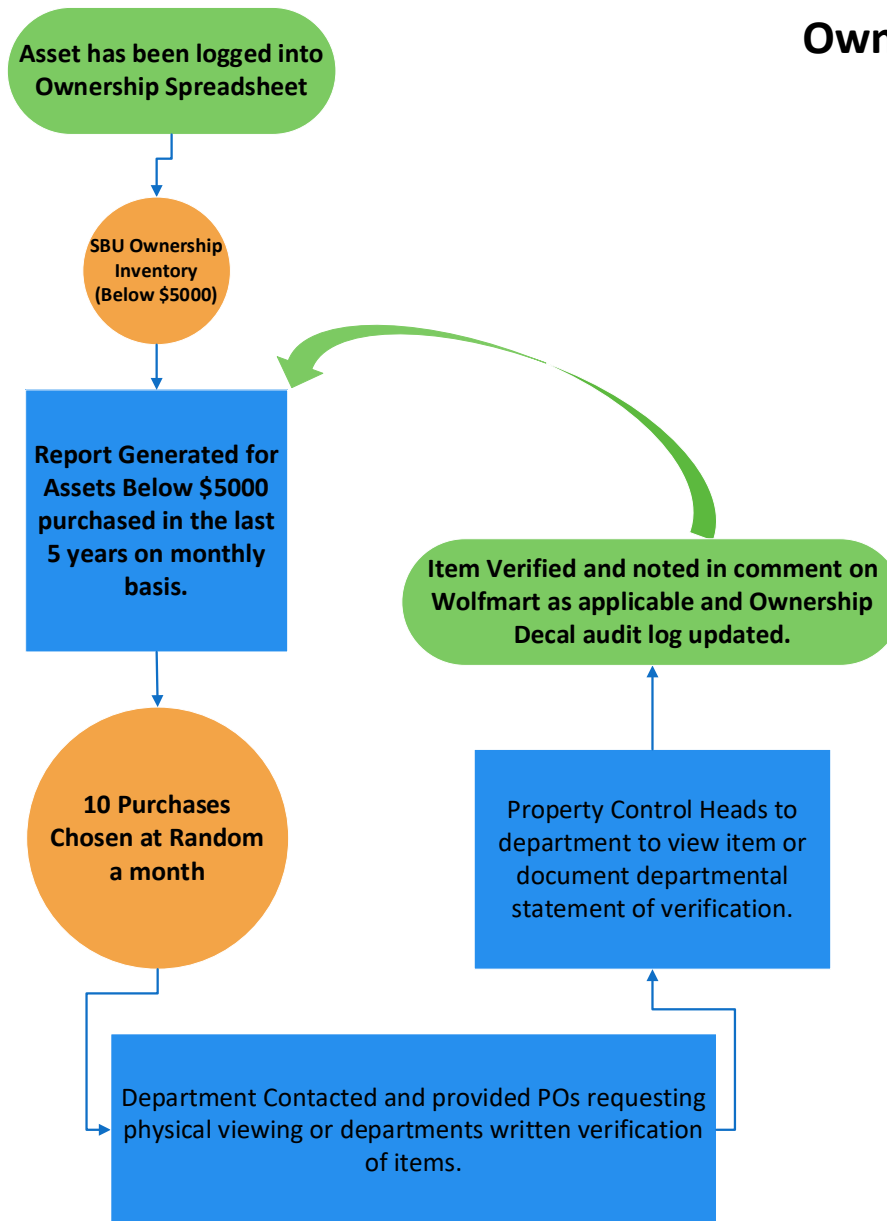 Own
Asset has been logged into
Ownership Spreadsheet
SBU Ownership
Inventory
(Below $5000)
Report Generated for
Assets Below $5000
purchased in the last
5 years on monthly
basis.
10 Purchases
Chosen at Random
a month
Department Contacted and provided POs requesting
physical viewing or departments written verification
of items.
Property Control Heads to
department to view item or
document departmental
statement of verification.
Item Verified and noted in comment on
Wolfmart as applicable and Ownership
Decal audit log updated.